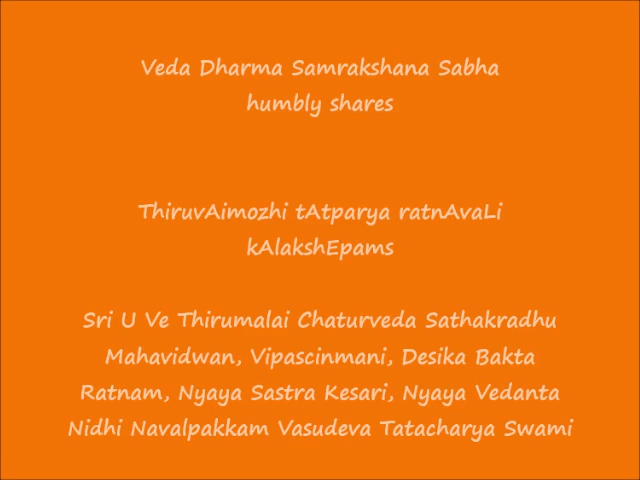 Veda Dharma Samrakshana Sabha
humbly shares
ThiruvAimozhi tAtparya ratnAvaLi
kAlakshEpams
Sri U Ve Thirumalai Chaturveda Sathakradhu
Mahavidwan, Vipascinmani, Desika Bakta
Ratnam, Nyaya Sastra Kesari, Nyaya Vedanta
Nidhi Navalpakkam Vasudeva Tatacharya Swami